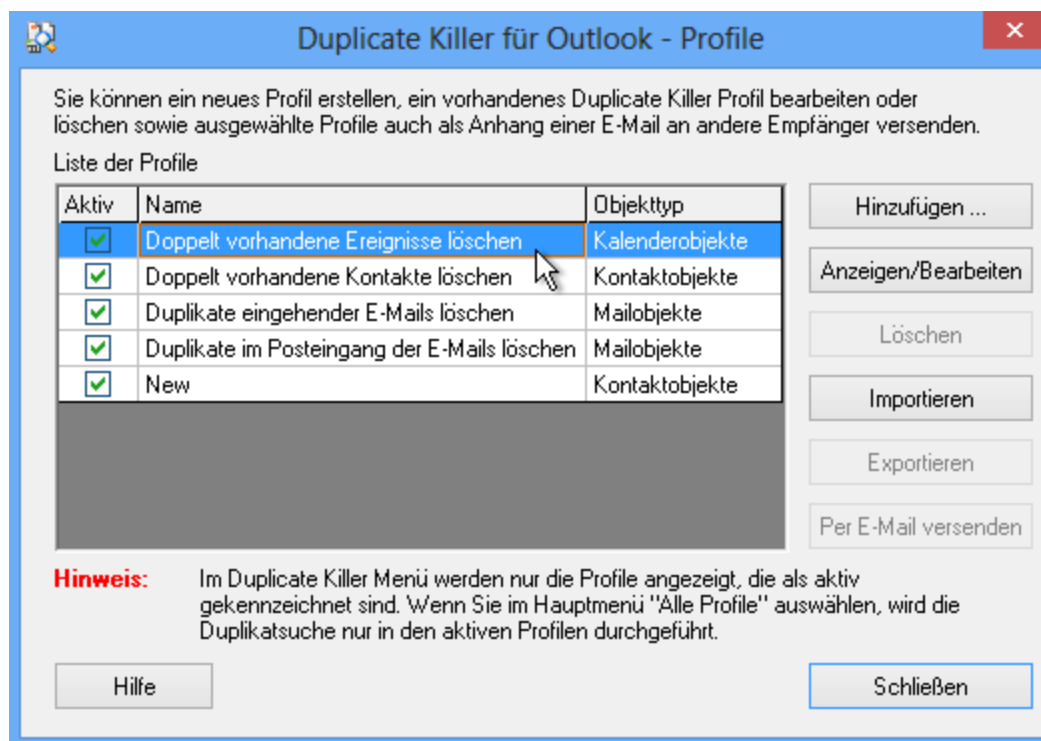 Duplicate Killer für Outlook - Profile
Sie können ein neues Profil erstellen, ein vorhandenes Duplicate Killer Profil bearbeiten oder
löschen sowie ausgewählte Profile auch als Anhang einer E-Mail an andere Empfänger versenden.
Liste der Profile
Aktiv Name Objekttyp
Doppelt vorhandene Ereignisse löschen Kalenderobjekte
Doppelt vorhandene Kontakte löschen Kontaktobjekte
Duplikate eingehender E-Mails löschen Mailobjekte
Duplikate im Posteingang der E-Mails löschen Mailobjekte
New Kontaktobjekte
Hinzufügen ...
Anzeigen/Bearbeiten
Löschen
Importieren
Exportieren
Per E-Mail versenden
Hinweis: Im Duplicate Killer Menü werden nur die Profile angezeigt, die als aktiv
gekennzeichnet sind. Wenn Sie im Hauptmenü "Alle Profile" auswählen, wird die
Duplikatsuche nur in den aktiven Profilen durchgeführt.
Hilfe
Schließen